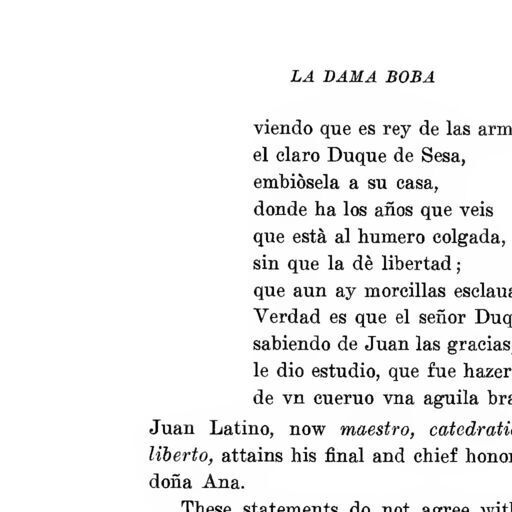 LA DAMA BOBA
viendo que es rey de las arm
el claro Duque de Sesa,
embiòsela a su casa,
donde ha los años que veis
que està al humero colgada,
sin que la dè libertad;
que aun ay morcillas esclaua
Verdad es que el señor Duq
sabiendo de Juan las gracias,
le dio estudio, que fue hazer
de vn cueruo vna aguila bra
Juan Latino, now maestro, catedrati
liberto, attains his final and chief honor
doña Ana.
These statements do not agree with